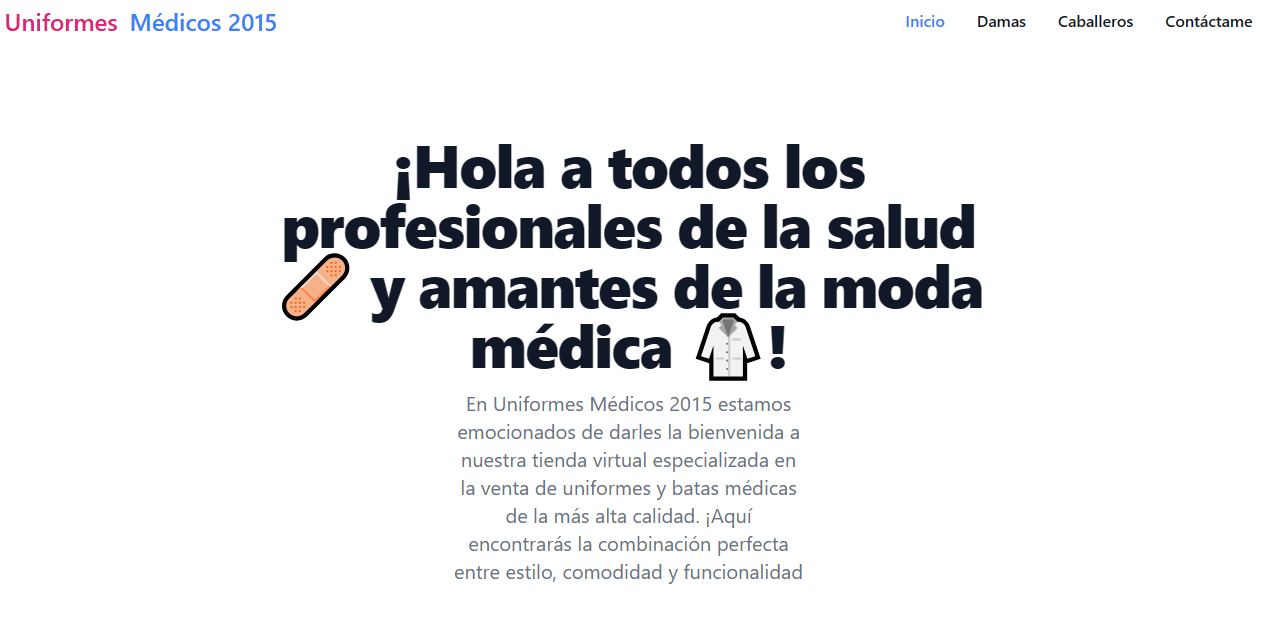 Uniformes Médicos 2015
Inicio Damas Caballeros Contáctame
¡Hola a todos los
profesionales de la salud
🩹 y amantes de la moda
médica 🥼!
En Uniformes Médicos 2015 estamos
emocionados de darles la bienvenida a
nuestra tienda virtual especializada en
la venta de uniformes y batas médicas
de la más alta calidad. ¡Aquí
encontrarás la combinación perfecta
entre estilo, comodidad y funcionalidad